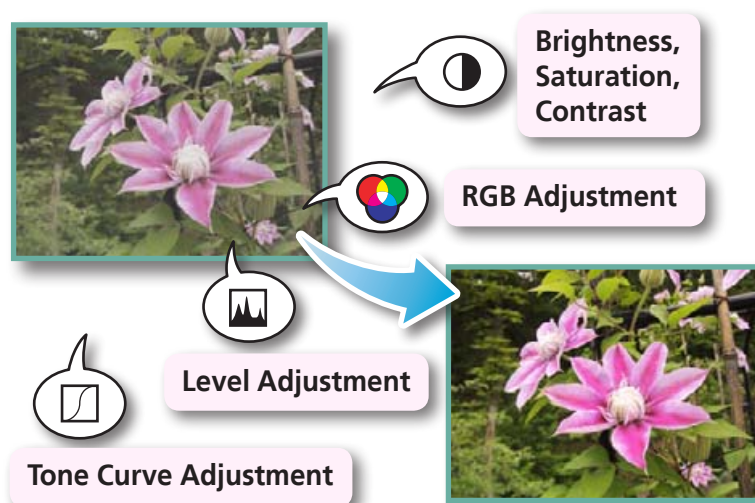 Brightness,
Saturation,
Contrast
RGB Adjustment
Level Adjustment
Tone Curve Adjustment